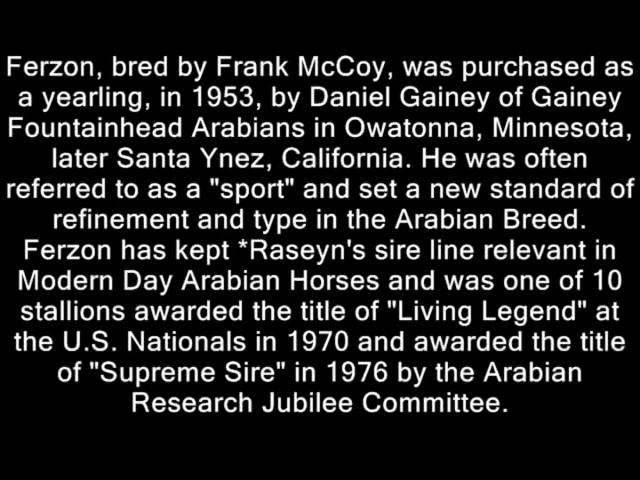 Ferzon, bred by Frank McCoy, was purchased as
a yearling, in 1953, by Daniel Gainey of Gainey
Fountainhead Arabians in Owatonna, Minnesota,
later Santa Ynez, California. He was often
referred to as a "sport" and set a new standard of
refinement and type in the Arabian Breed.
Ferzon has kept *Raseyn's sire line relevant in
Modern Day Arabian Horses and was one of 10
stallions awarded the title of "Living Legend" at
the U.S. Nationals in 1970 and awarded the title
of "Supreme Sire" in 1976 by the Arabian
Research Jubilee Committee.